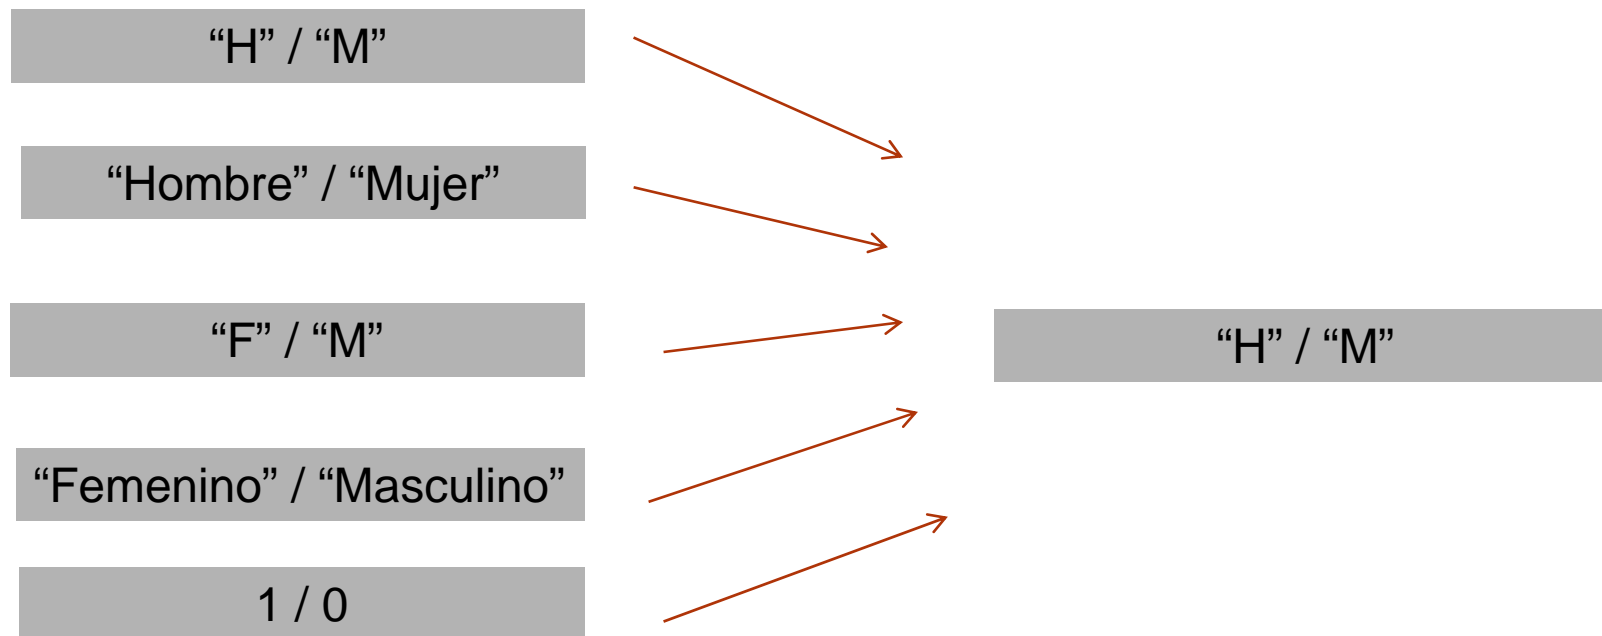 “H” / “M”
“Hombre” / “Mujer”
“F” / “M”
“Femenino” / “Masculino”
1 / 0
“H” / “M”